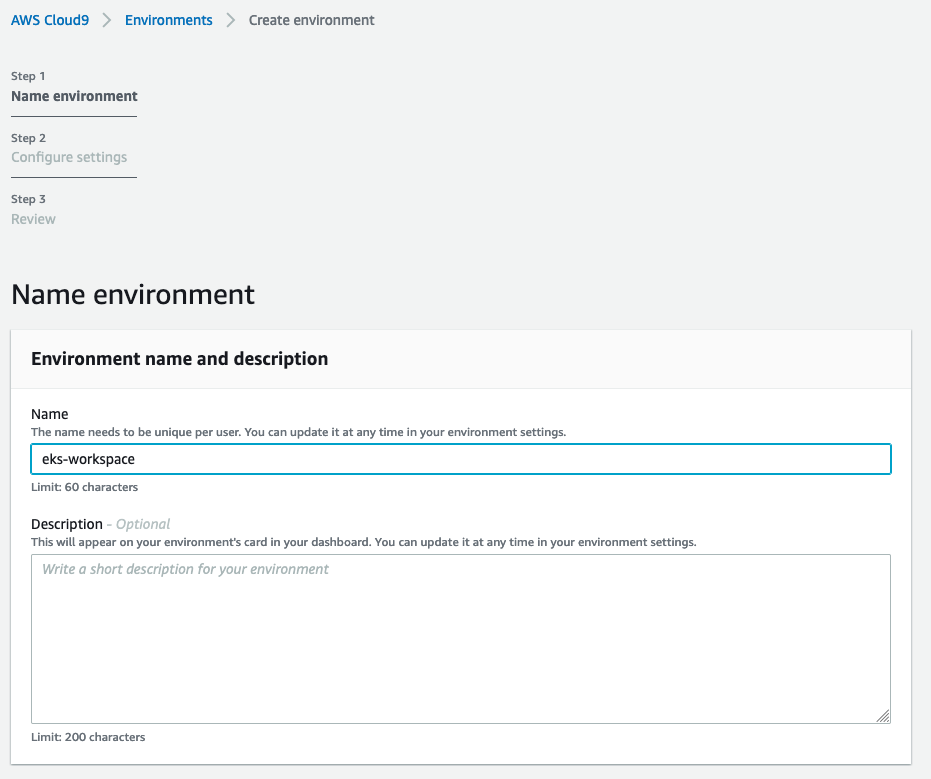 AWS Cloud9 > Environments > Create environment
Step 1
Name environment
Step 2
Configure settings
Step 3
Review
Name environment
Environment name and description
Name
The name needs to be unique per user. You can update it at any time in your environment settings.
eks-workspace
Limit: 60 characters
Description - Optional
This will appear on your environment's card in your dashboard. You can update it at any time in your environment settings.
Write a short description for your environment
Limit: 200 characters